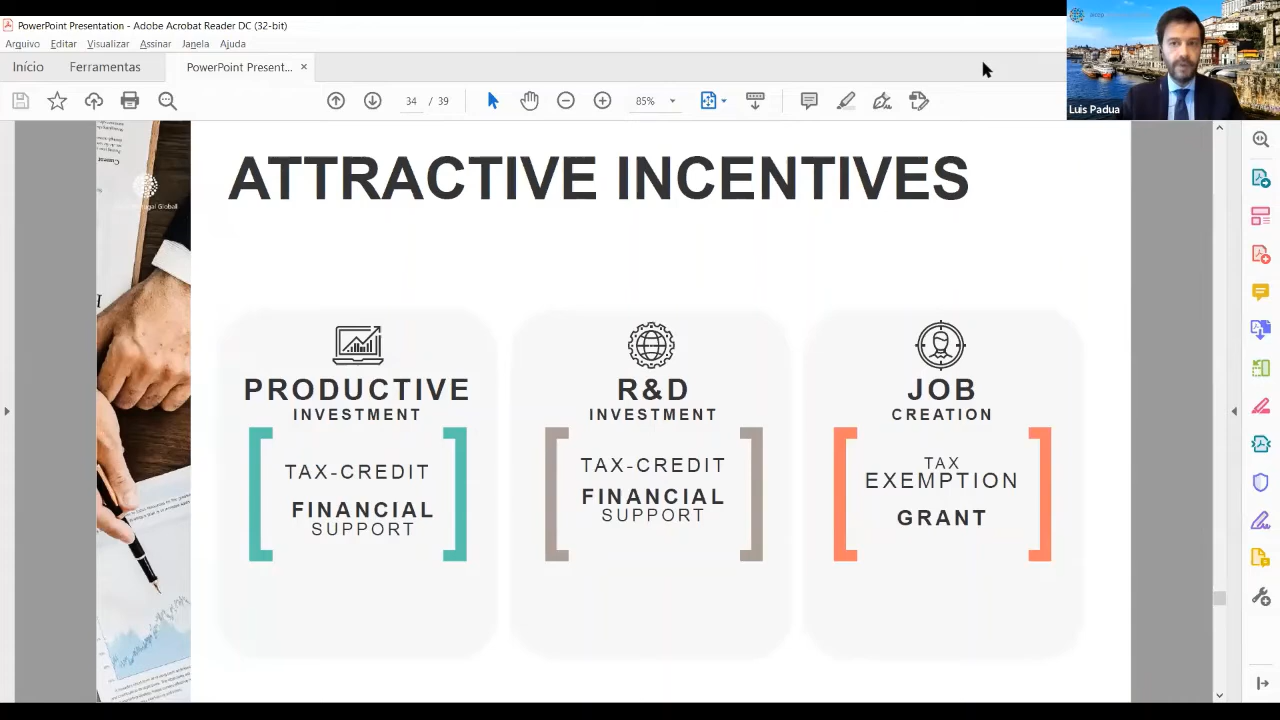 PowerPoint Presentation - Adobe Acrobat Reader DC (32-bit)
Arquivo Editar Visualizar Assinar Janela Ajuda
Início Ferramentas PowerPoint Present... ×
34 / 39 85%
Luis Padua
ATTRACTIVE INCENTIVES
PRODUCTIVE
INVESTMENT
TAX-CREDIT
FINANCIAL
SUPPORT
R&D
INVESTMENT
TAX-CREDIT
FINANCIAL
SUPPORT
JOB
CREATION
TAX
EXEMPTION
GRANT